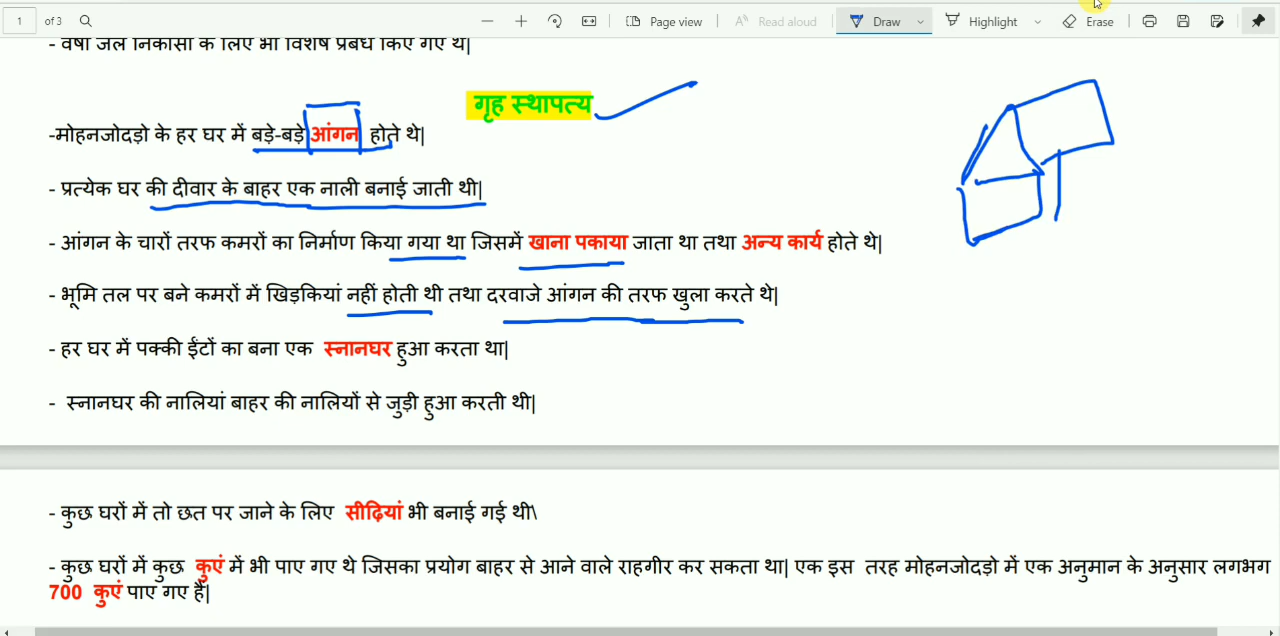 1 of 3 Page view Read aloud Draw Highlight Erase
- वर्षा जल निकासी के लिए भी विशेष प्रबंध किए गए थे|
गृह स्थापत्य
-मोहनजोदड़ो के हर घर में बड़े-बड़े आंगन होते थे|
- प्रत्येक घर की दीवार के बाहर एक नाली बनाई जाती थी|
- आंगन के चारों तरफ कमरों का निर्माण किया गया था जिसमें खाना पकाया जाता था तथा अन्य कार्य होते थे|
- भूमि तल पर बने कमरों में खिड़कियां नहीं होती थी तथा दरवाजे आंगन की तरफ खुला करते थे|
- हर घर में पक्की ईंटों का बना एक स्नानघर हुआ करता था|
- स्नानघर की नालियां बाहर की नालियों से जुड़ी हुआ करती थी|
- कुछ घरों में तो छत पर जाने के लिए सीढ़ियां भी बनाई गई थी\
- कुछ घरों में कुछ कुएं में भी पाए गए थे जिसका प्रयोग बाहर से आने वाले राहगीर कर सकता था| एक इस तरह मोहनजोदड़ो में एक अनुमान के अनुसार लगभग
700 कुएं पाए गए हैं|